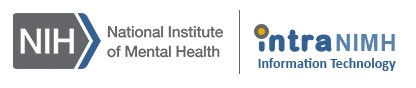 NIH
National Institute
of Mental Health
intraNIMH
Information Technology